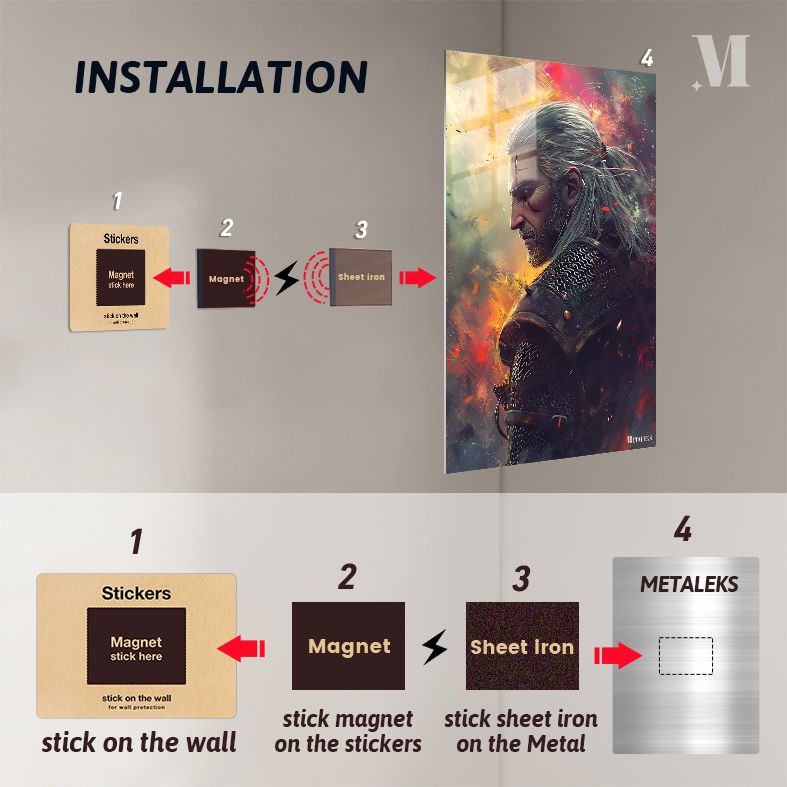 INSTALLATION
M
4
1
2
3
Stickers
Magnet
stick here
stick on the wall
for wall protection
Magnet
Sheet iron
METALEKS
1
2
3
4
Stickers
Magnet
stick here
stick on the wall
for wall protection
Magnet
Sheet iron
METALEKS
stick on the wall
stick magnet
on the stickers
stick sheet iron
on the Metal